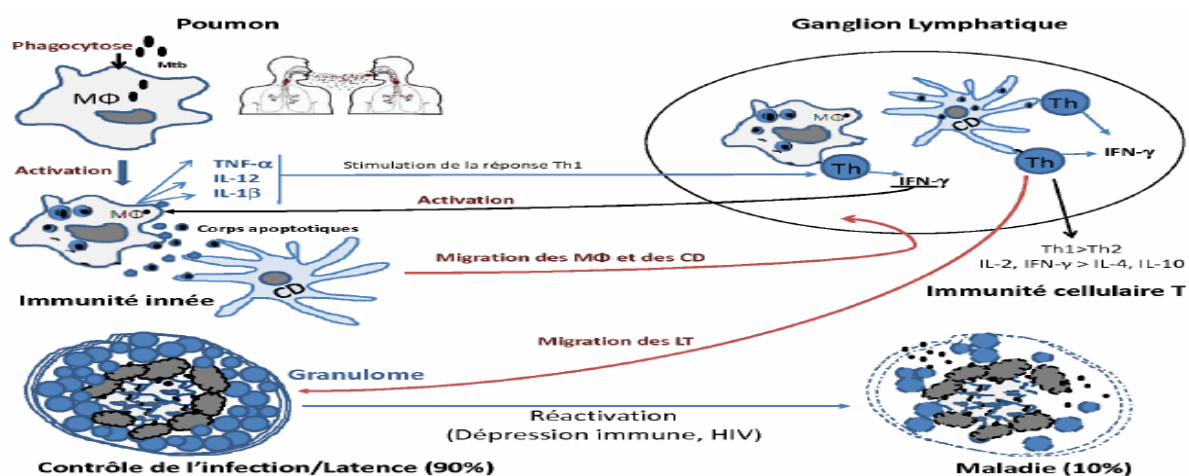 Poumon
Ganglion Lymphatique
Phagocytose
Mtb
MΦ
Activation
TNF-α
IL-12
IL-1β
Stimulation de la réponse Th1
MΦ
CD
Th
Th
Th
IFN-γ
IFN-γ
Activation
MΦ
Corps apoptotiques
CD
Migration des MΦ et des CD
Th1>Th2
IL-2, IFN-γ > IL-4, IL-10
Immunité innée
Immunité cellulaire T
Migration des LT
Granulome
Réactivation
(Dépression immune, HIV)
Contrôle de l’infection/Latence (90%)
Maladie (10%)